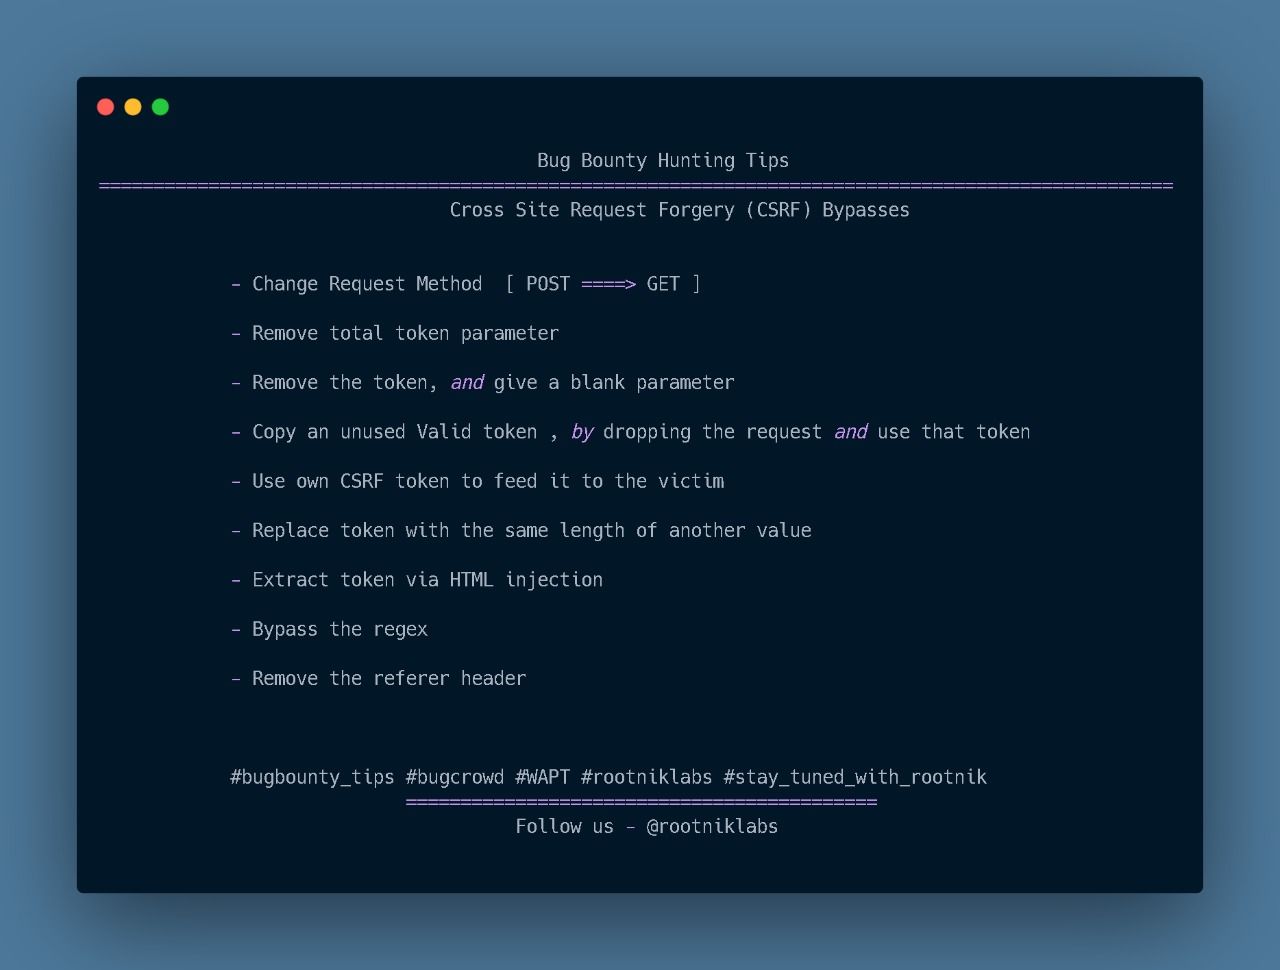 Bug Bounty Hunting Tips
==================================================================================================
Cross Site Request Forgery (CSRF) Bypasses
- Change Request Method  [ POST ====> GET ]
- Remove total token parameter
- Remove the token, and give a blank parameter
- Copy an unused Valid token , by dropping the request and use that token
- Use own CSRF token to feed it to the victim
- Replace token with the same length of another value
- Extract token via HTML injection
- Bypass the regex
- Remove the referer header
#bugbounty_tips #bugcrowd #WAPT #rootniklabs #stay_tuned_with_rootnik
===========================================
Follow us - @rootniklabs